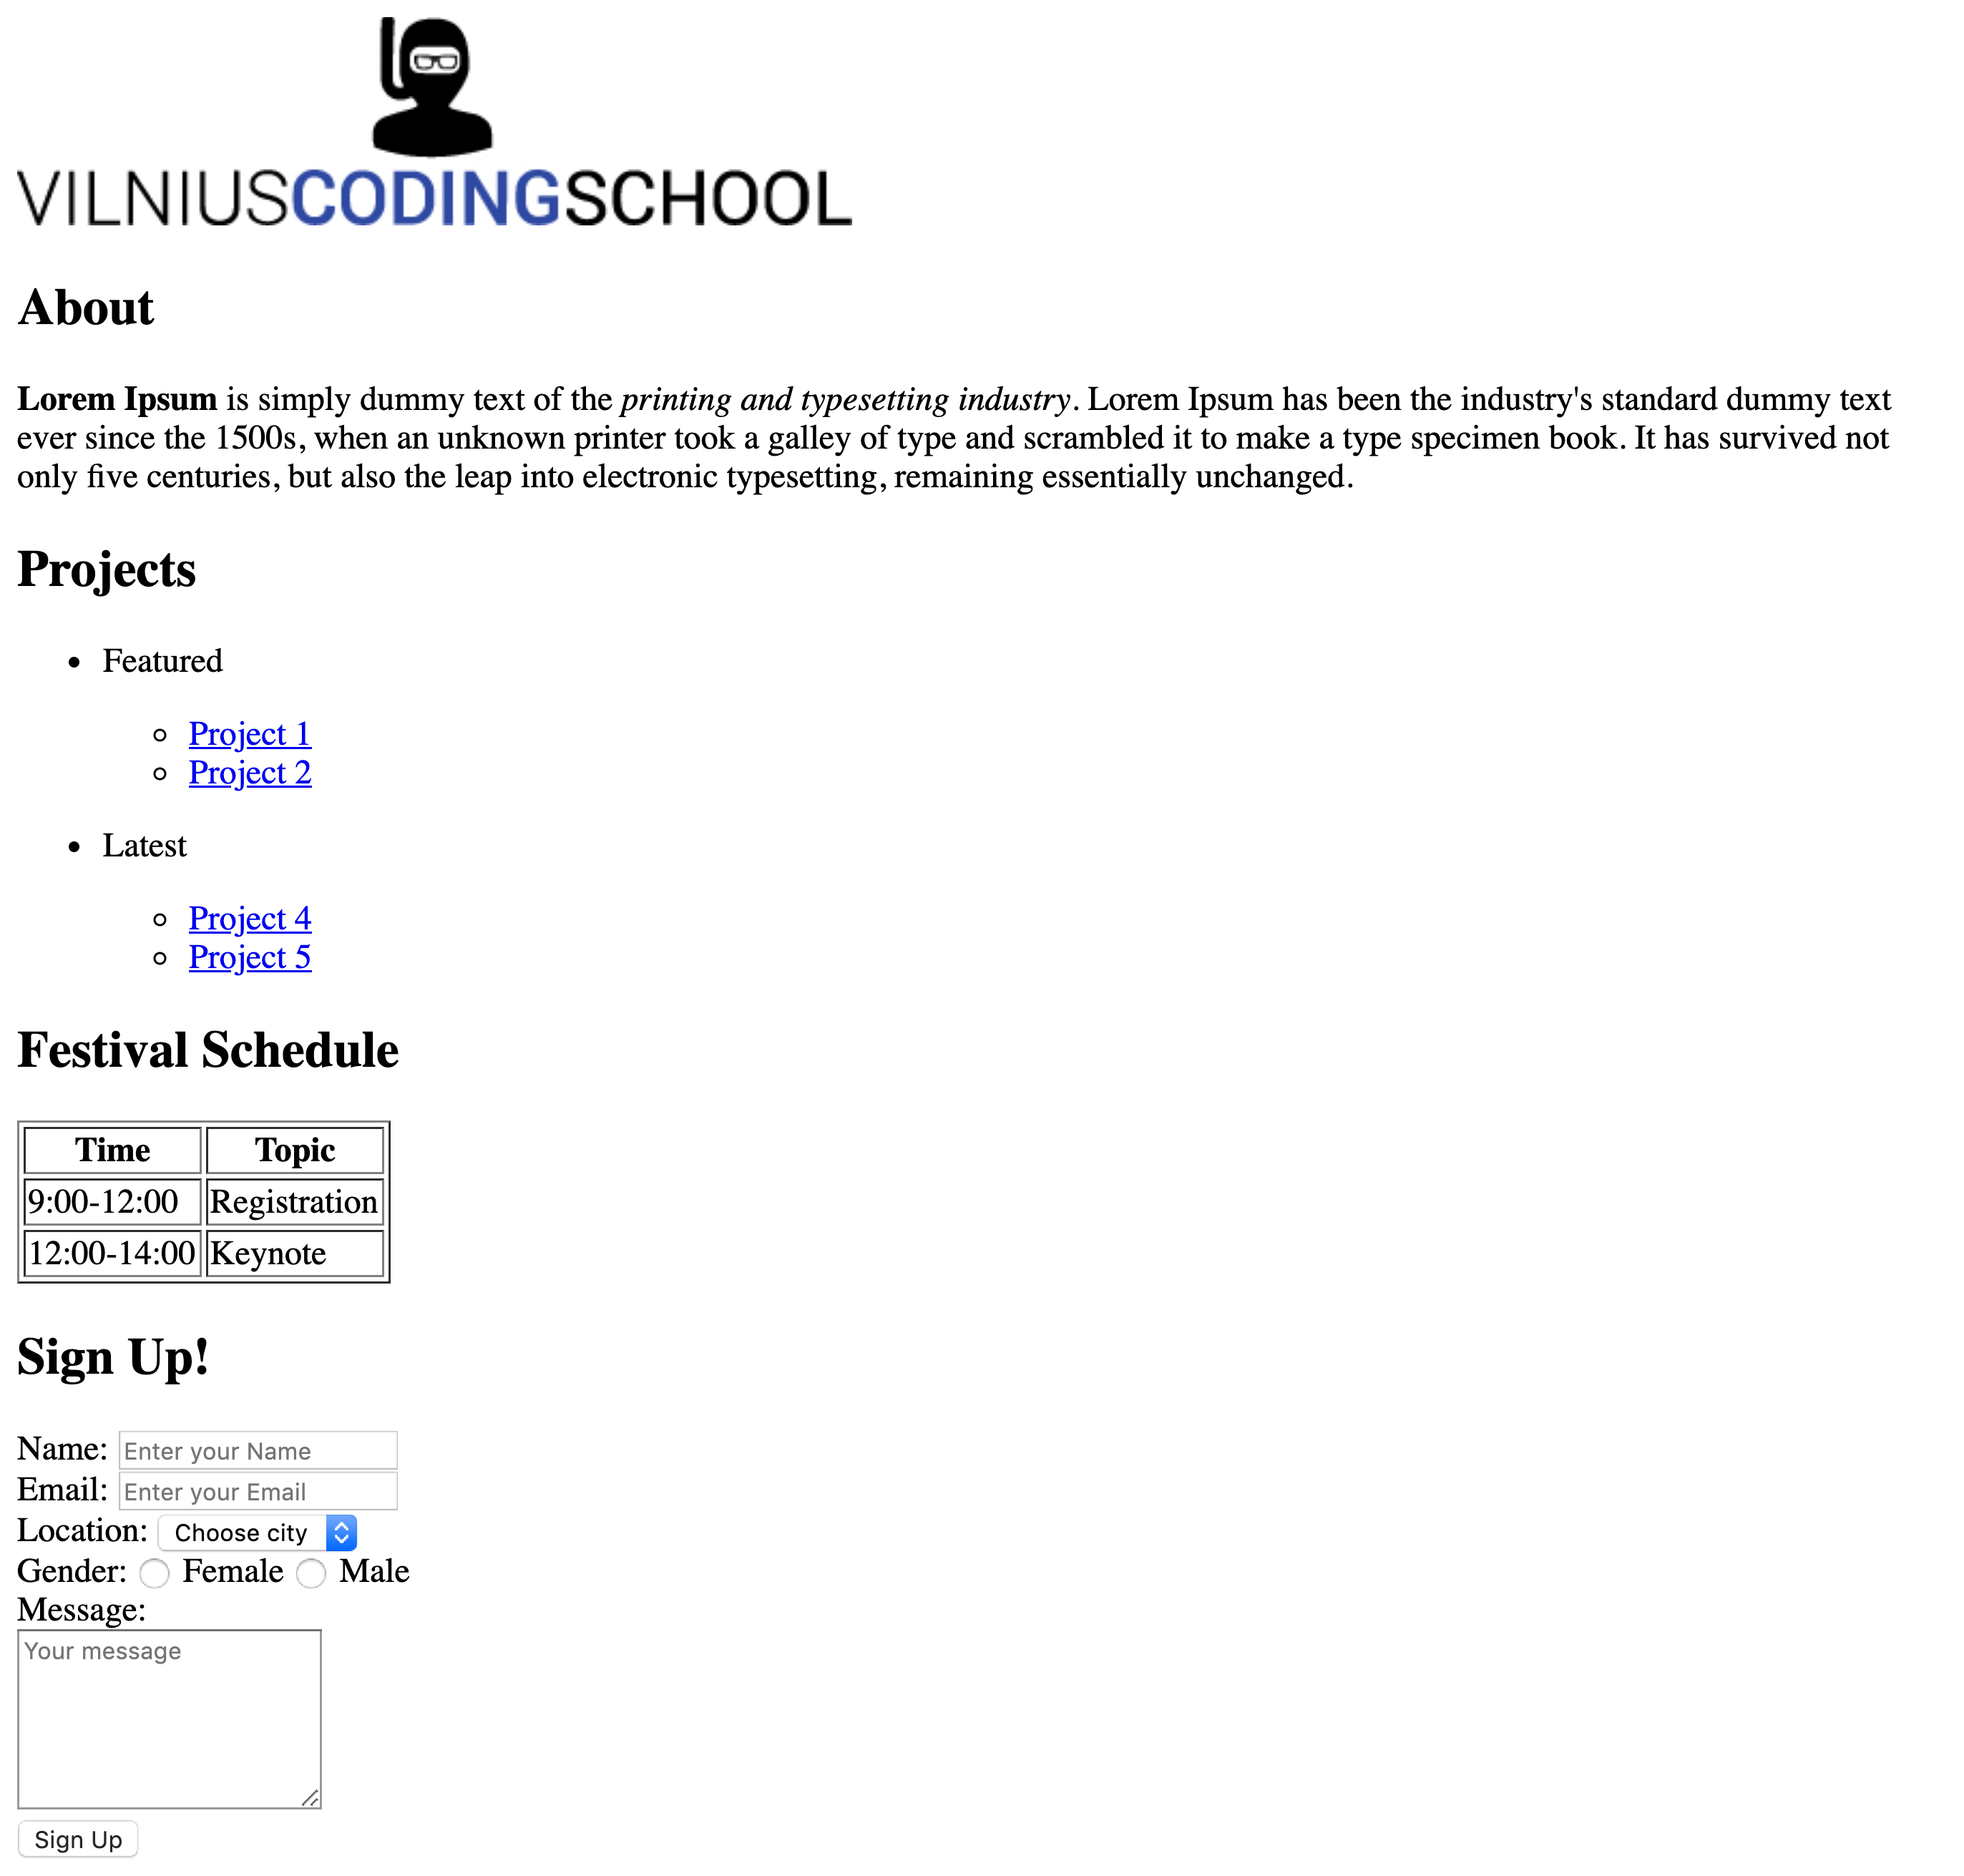 VILNIUSCODINGSCHOOL
About
Lorem Ipsum is simply dummy text of the printing and typesetting industry. Lorem Ipsum has been the industry's standard dummy text
ever since the 1500s, when an unknown printer took a galley of type and scrambled it to make a type specimen book. It has survived not
only five centuries, but also the leap into electronic typesetting, remaining essentially unchanged.
Projects
Featured
Project 1
Project 2
Latest
Project 4
Project 5
Festival Schedule
Time Topic
9:00-12:00 Registration
12:00-14:00 Keynote
Sign Up!
Name: Enter your Name
Email: Enter your Email
Location: Choose city
Gender: Female Male
Message:
Your message
Sign Up